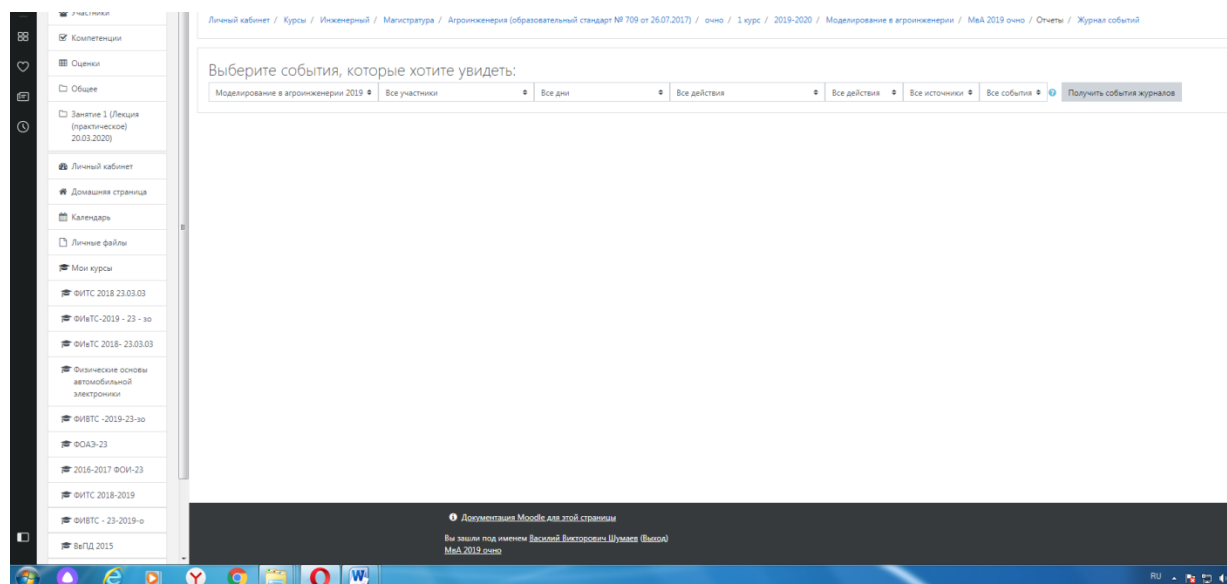 Участники
Личный кабинет / Курсы / Инженерный / Магистратура / Агроинженерия (образовательный стандарт № 709 от 26.07.2017) / очно / 1 курс / 2019-2020 / Моделирование в агроинженерии / МвА 2019 очно / Отчеты / Журнал событий
Компетенции
Оценки
Общее
Занятие 1 (Лекция
(практическое)
20.03.2020)
Личный кабинет
Домашняя страница
Календарь
Личные файлы
Мои курсы
ФИТС 2018 23.03.03
ФИвТС-2019 - 23 - зо
ФИвТС 2018- 23.03.03
Физические основы
автомобильной
электроники
ФИВТС -2019-23-зо
ФОАЭ-23
2016-2017 ФОИ-23
ФИТС 2018-2019
ФИВТС - 23-2019-о
ВвПД 2015
Выберите события, которые хотите увидеть:
Моделирование в агроинженерии 2019 Все участники Все дни Все действия Все действия Все источники Все события Получить события журналов
Документация Moodle для этой страницы
Вы зашли под именем Василий Викторович Шумаев (Выход)
МвА 2019 очно
RU